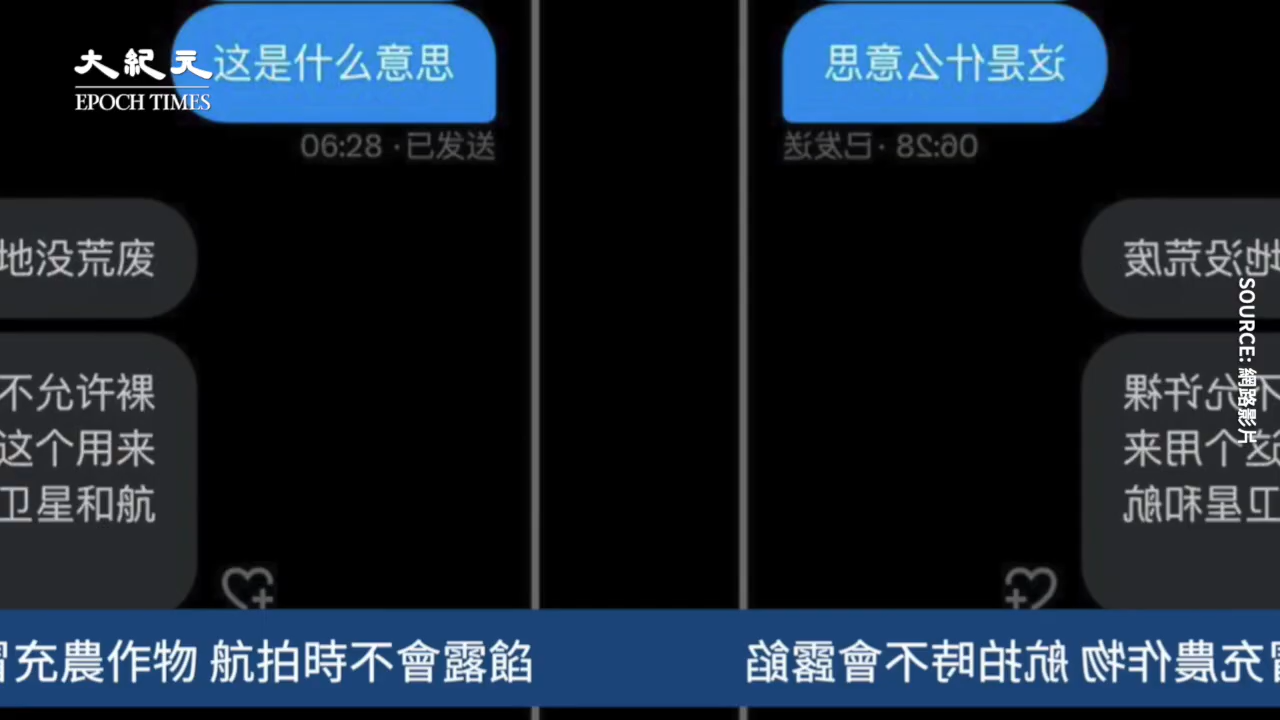 大紀元
EPOCH TIMES
这是什么意思
06:28 · 已发送
地没荒废
不允许裸
这个用来
卫星和航
冒充農作物 航拍時不會露餡
这是什么意思
06:28 · 已发送
地没荒废
不允许裸
这个用来
卫星和航
冒充農作物 航拍時不會露餡
SOURCE: 網路影片